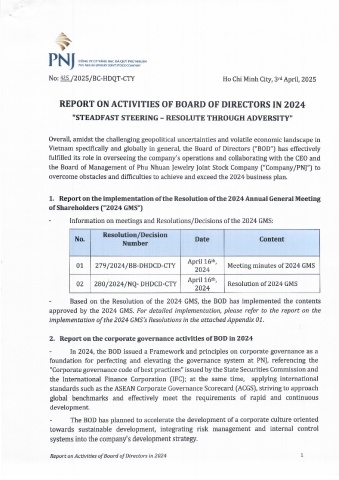 PNJ
CÔNG TY CỔ PHẦN VÀNG BẠC ĐÁ QUÝ PHÚ NHUẬN
PHU NHUAN JEWELRY JOINT STOCK COMPANY
No: 415/2025/BC-HDQT-CTY
Ho Chi Minh City, 3rd April, 2025
REPORT ON ACTIVITIES OF BOARD OF DIRECTORS IN 2024
"STEADFAST STEERING – RESOLUTE THROUGH ADVERSITY"
Overall, amidst the challenging geopolitical uncertainties and volatile economic landscape in
Vietnam specifically and globally in general, the Board of Directors ("BOD") has effectively
fulfilled its role in overseeing the company's operations and collaborating with the CEO and
the Board of Management of Phu Nhuan Jewelry Joint Stock Company ("Company/PNJ") to
overcome obstacles and difficulties to achieve and exceed the 2024 business plan.
1. Report on the implementation of the Resolution of the 2024 Annual General Meeting
of Shareholders ("2024 GMS")
- Information on meetings and Resolutions/Decisions of the 2024 GMS:
No. Resolution/Decision Number Date Content
01 279/2024/BB-DHDCD-CTY April 16th, 2024 Meeting minutes of 2024 GMS
02 280/2024/NQ- DHDCD-CTY April 16th, 2024 Resolution of 2024 GMS
- Based on the Resolution of the 2024 GMS, the BOD has implemented the contents
approved by the 2024 GMS. For detailed implementation, please refer to the report on the
implementation of the 2024 GMS's Resolutions in the attached Appendix 01.
2. Report on the corporate governance activities of BOD in 2024
- In 2024, the BOD issued a Framework and principles on corporate governance as a
foundation for perfecting and elevating the governance system at PNJ, referencing the
"Corporate governance code of best practices" issued by the State Securities Commission and
the International Finance Corporation (IFC); at the same time, applying international
standards such as the ASEAN Corporate Governance Scorecard (ACGS), striving to approach
global benchmarks and effectively meet the requirements of rapid and continuous
development.
- The BOD has planned to accelerate the development of a corporate culture oriented
towards sustainable development, integrating risk management and internal control
systems into the company's development strategy.
Report on Activities of Board of Directors in 2024
1